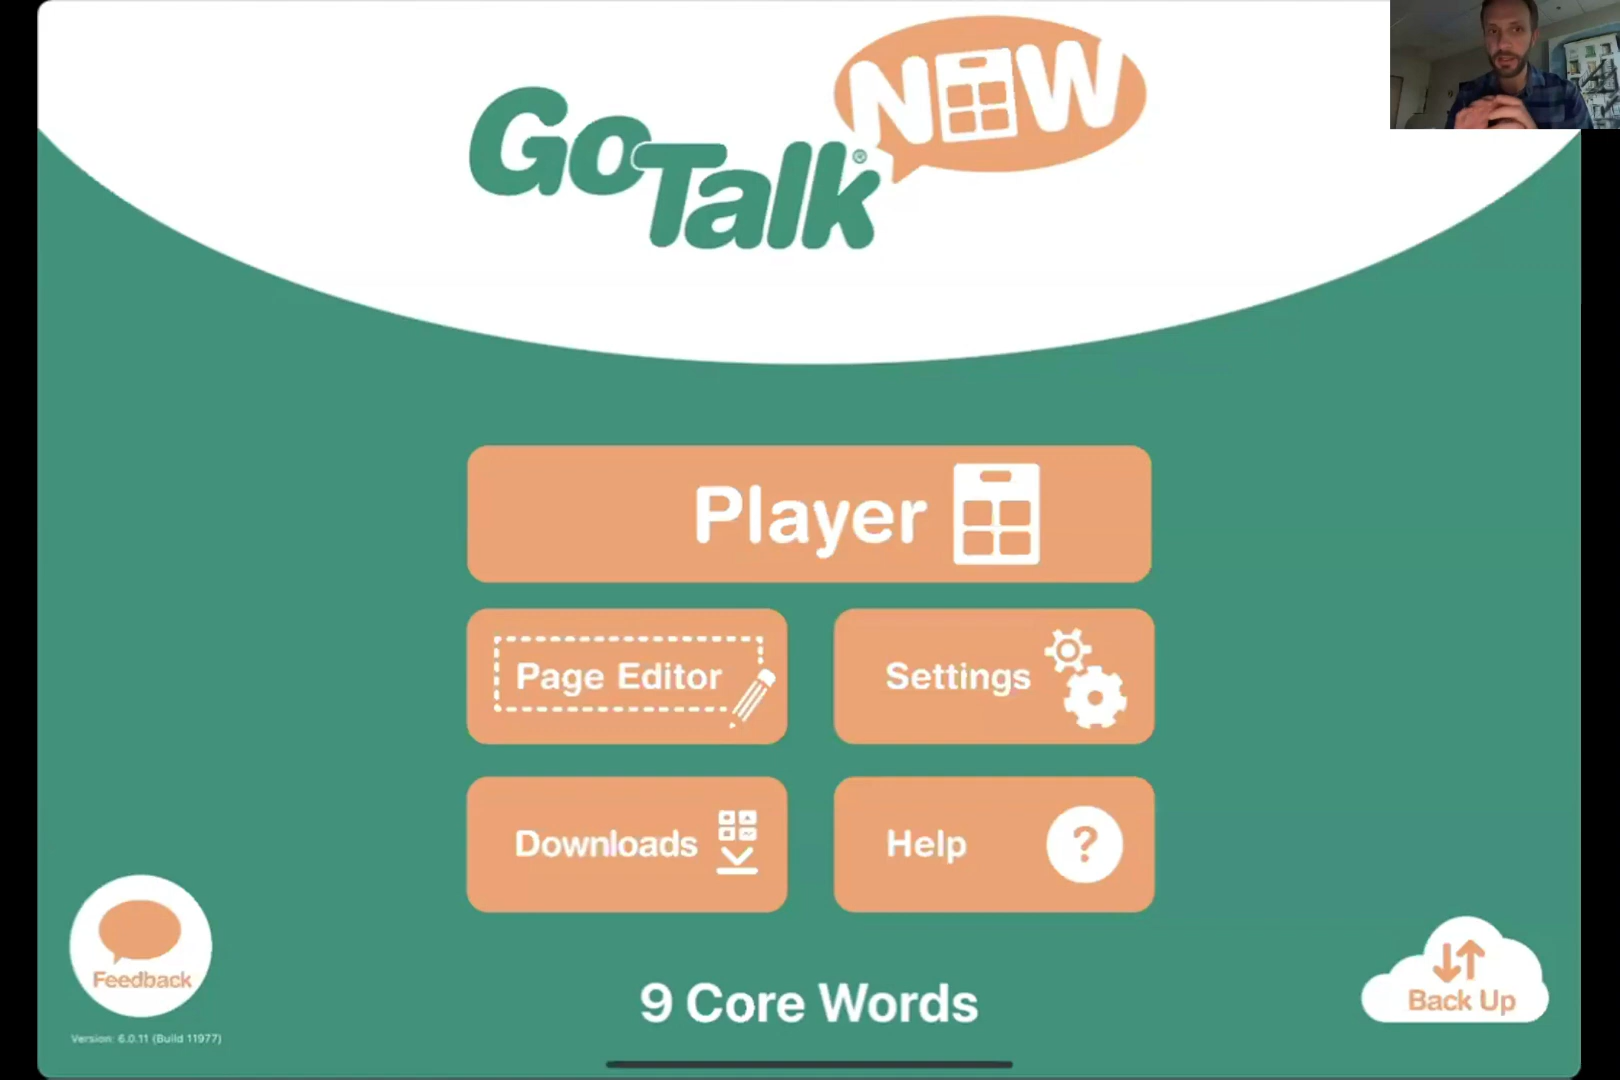 GoTalk® NOW
Player
Page Editor
Settings
Downloads
Help
?
Feedback
Back Up
9 Core Words
Version: 6.0.11 (Build 11977)